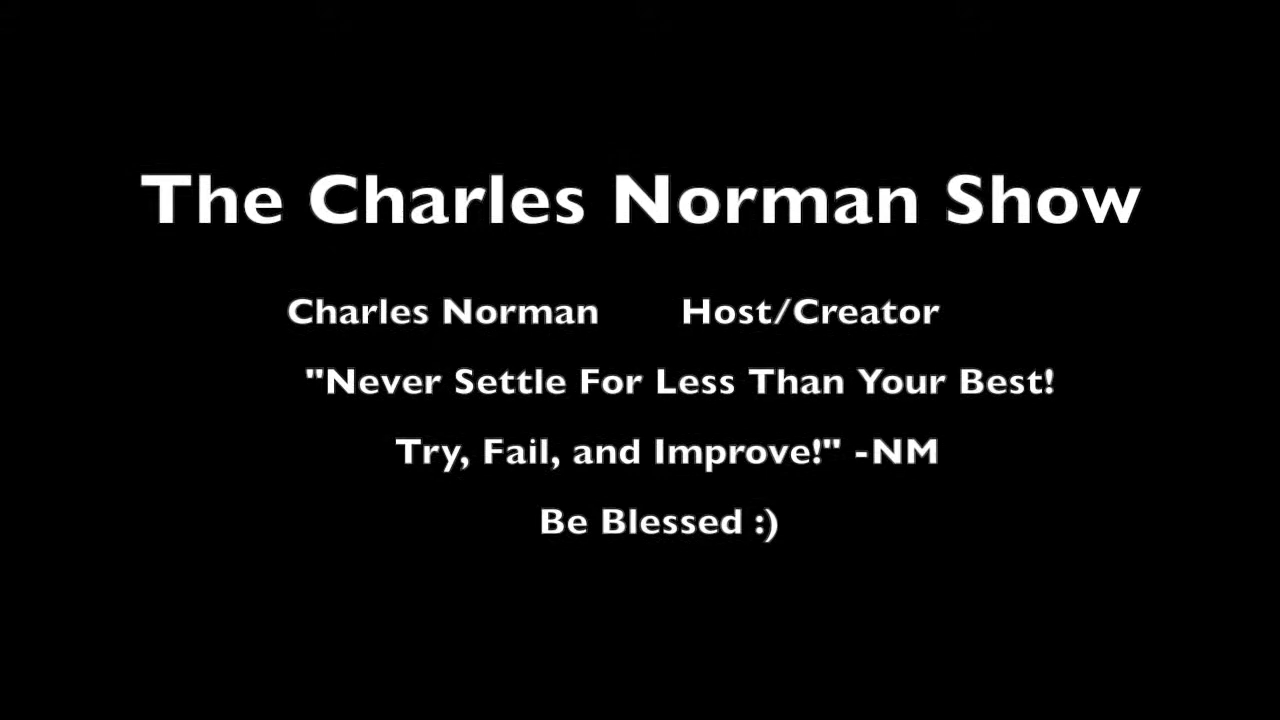 The Charles Norman Show
Charles Norman Host/Creator
"Never Settle For Less Than Your Best!
Try, Fail, and Improve!" -NM
Be Blessed :)